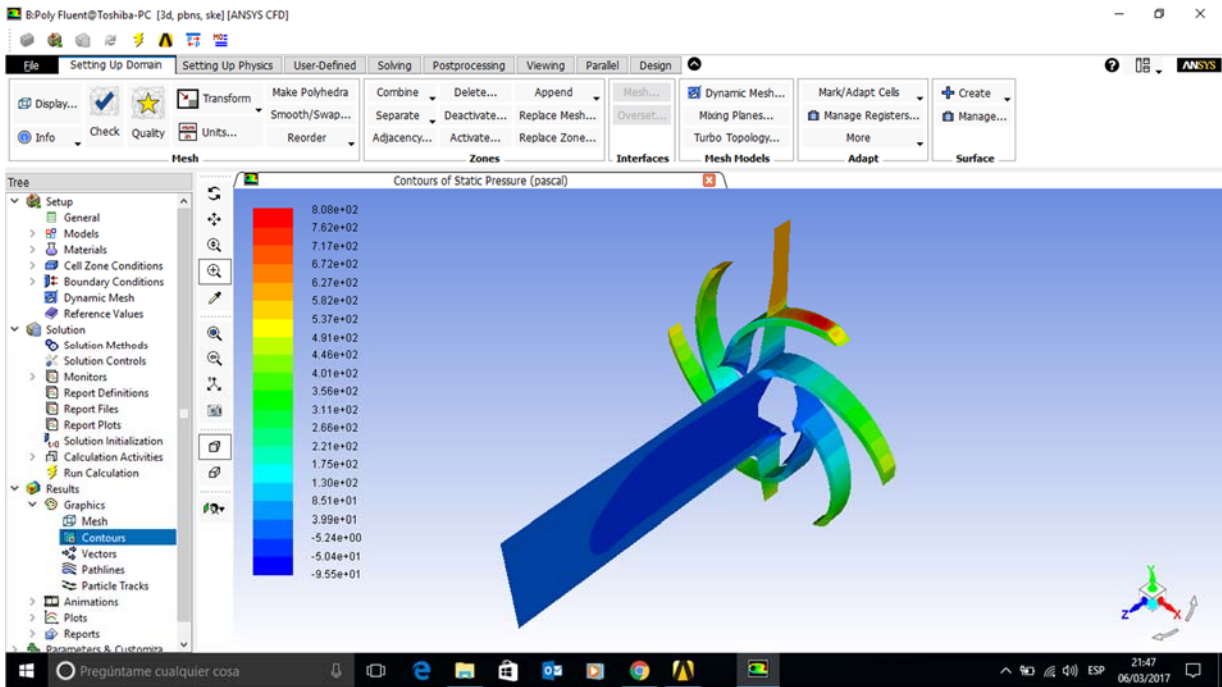 B:Poly Fluent@Toshiba-PC [3d, pbns, ske] [ANSYS CFD]
File Setting Up Domain Setting Up Physics User-Defined Solving Postprocessing Viewing Parallel Design ANSYS
Display... Transform Make Polyhedra Combine Delete... Append Mesh... Dynamic Mesh... Mark/Adapt Cells Create
Smooth/Swap... Separate Deactivate... Replace Mesh... Overset... Mixing Planes... Manage Registers... Manage...
Info Check Quality Units... Reorder Adjacency... Activate... Replace Zone... Turbo Topology... More
Mesh Zones Interfaces Mesh Models Adapt Surface
Tree
Setup
General
Models
Materials
Cell Zone Conditions
Boundary Conditions
Dynamic Mesh
Reference Values
Solution
Solution Methods
Solution Controls
Monitors
Report Definitions
Report Files
Report Plots
Solution Initialization
Calculation Activities
Run Calculation
Results
Graphics
Mesh
Contours
Vectors
Pathlines
Particle Tracks
Animations
Plots
Reports
Parameters & Customiza
Contours of Static Pressure (pascal)
8.08e+02
7.62e+02
7.17e+02
6.72e+02
6.27e+02
5.82e+02
5.37e+02
4.91e+02
4.46e+02
4.01e+02
3.56e+02
3.11e+02
2.66e+02
2.21e+02
1.75e+02
1.30e+02
8.51e+01
3.99e+01
-5.24e+00
-5.04e+01
-9.55e+01
Y
Z X
Pregúntame cualquier cosa
ESP
21:47
06/03/2017